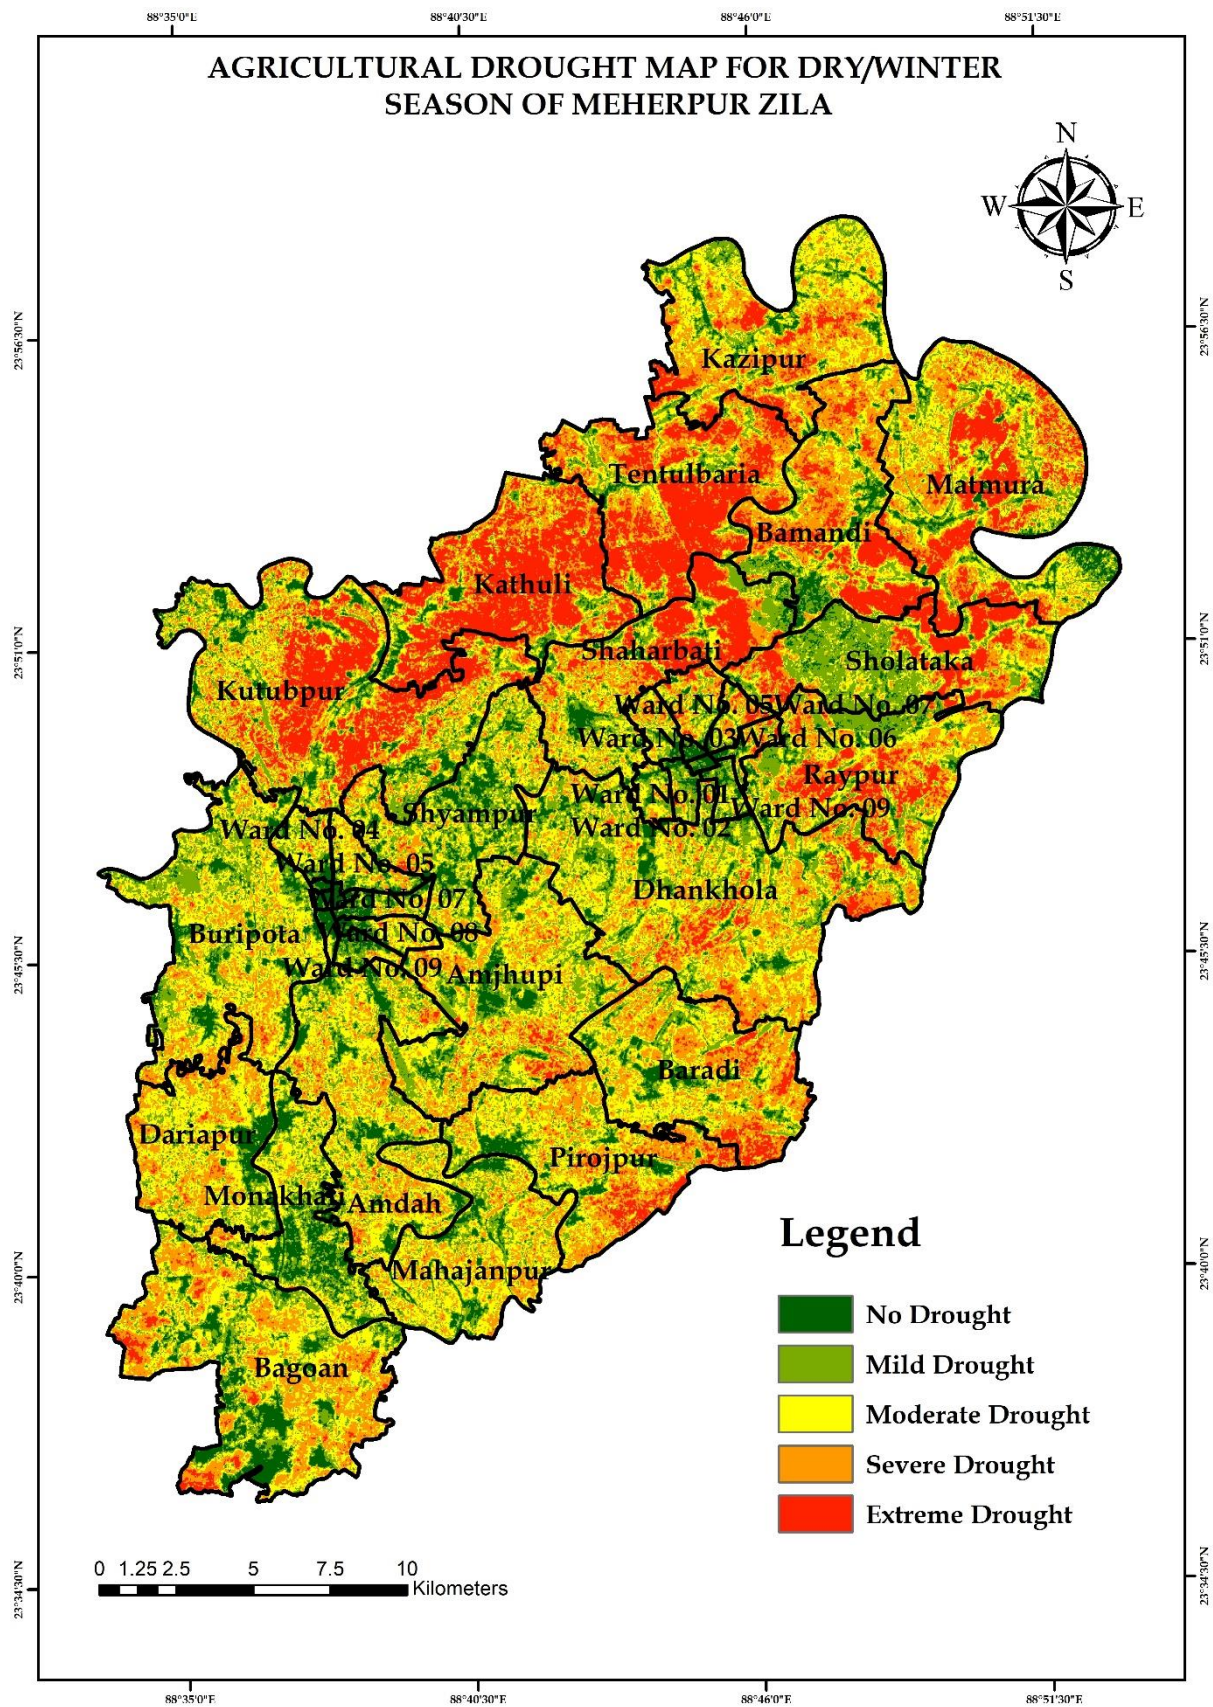 88°35'0"E 88°40'30"E 88°46'0"E 88°51'30"E
AGRICULTURAL DROUGHT MAP FOR DRY/WINTER
SEASON OF MEHERPUR ZILA
N
W E
S
23°56'30"N 23°56'30"N
Kazipur
Tentulbaria
Matmura
Bamandi
Kathuli
23°51'0"N 23°51'0"N
Shaharbati
Sholataka
Kutubpur
Ward No. 05 Ward No. 07
Ward No. 03 Ward No. 06
Raypur
Ward No. 01
Ward No. 09
Shyampur
Ward No. 04
Ward No. 02
Ward No. 05
Dhankhola
Ward No. 07
Buripota
Ward No. 08
Ward No. 09
Amjhupi
23°45'30"N 23°45'30"N
Baradi
Dariapur
Pirojpur
Monakhali
Amdah
Mahajanpur
23°40'0"N 23°40'0"N
Bagoan
Legend
No Drought
Mild Drought
Moderate Drought
Severe Drought
Extreme Drought
0 1.25 2.5 5 7.5 10
Kilometers
23°34'30"N 23°34'30"N
88°35'0"E 88°40'30"E 88°46'0"E 88°51'30"E